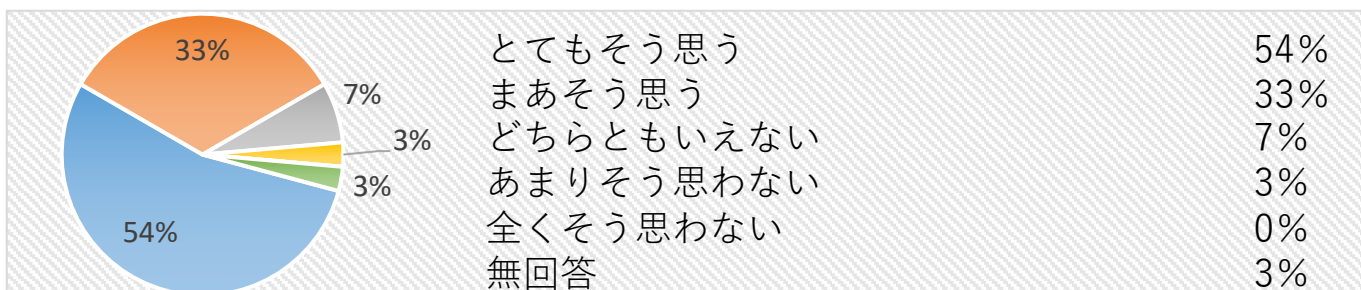 33%
7%
3%
3%
54%
とてもそう思う 54%
まあそう思う 33%
どちらともいえない 7%
あまりそう思わない 3%
全くそう思わない 0%
無回答 3%